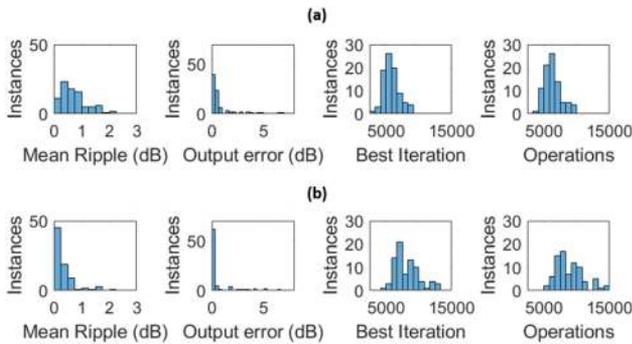 (a)
Instances
50
0
0 1 2 3
Mean Ripple (dB)
Instances
50
0
0 5
Output error (dB)
Instances
30
20
10
0
5000 15000
Best Iteration
Instances
30
20
10
0
5000 15000
Operations
(b)
Instances
50
0
0 1 2 3
Mean Ripple (dB)
Instances
50
0
0 5
Output error (dB)
Instances
30
20
10
0
5000 15000
Best Iteration
Instances
30
20
10
0
5000 10000 15000
Operations